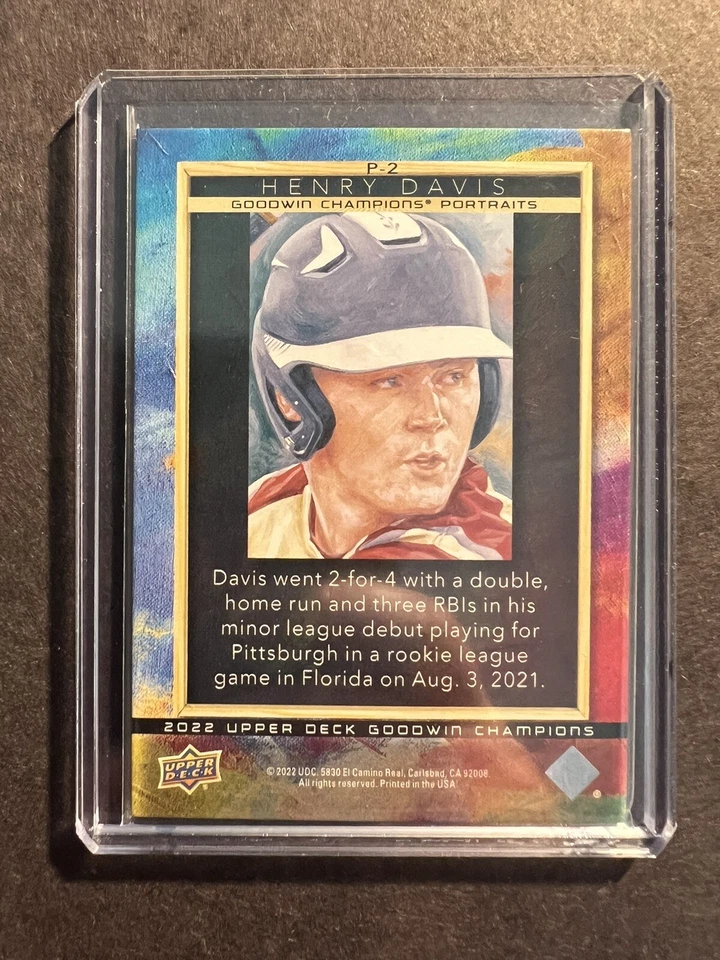 P-2
HENRY DAVIS
GOODWIN CHAMPIONS® PORTRAITS
Davis went 2-for-4 with a double,
home run and three RBIs in his
minor league debut playing for
Pittsburgh in a rookie league
game in Florida on Aug. 3, 2021.
2022 UPPER DECK GOODWIN CHAMPIONS
UPPER
D·E·C·K
®
© 2022 UDC. 5830 El Camino Real, Carlsbad, CA 92008.
All rights reserved. Printed in the USA